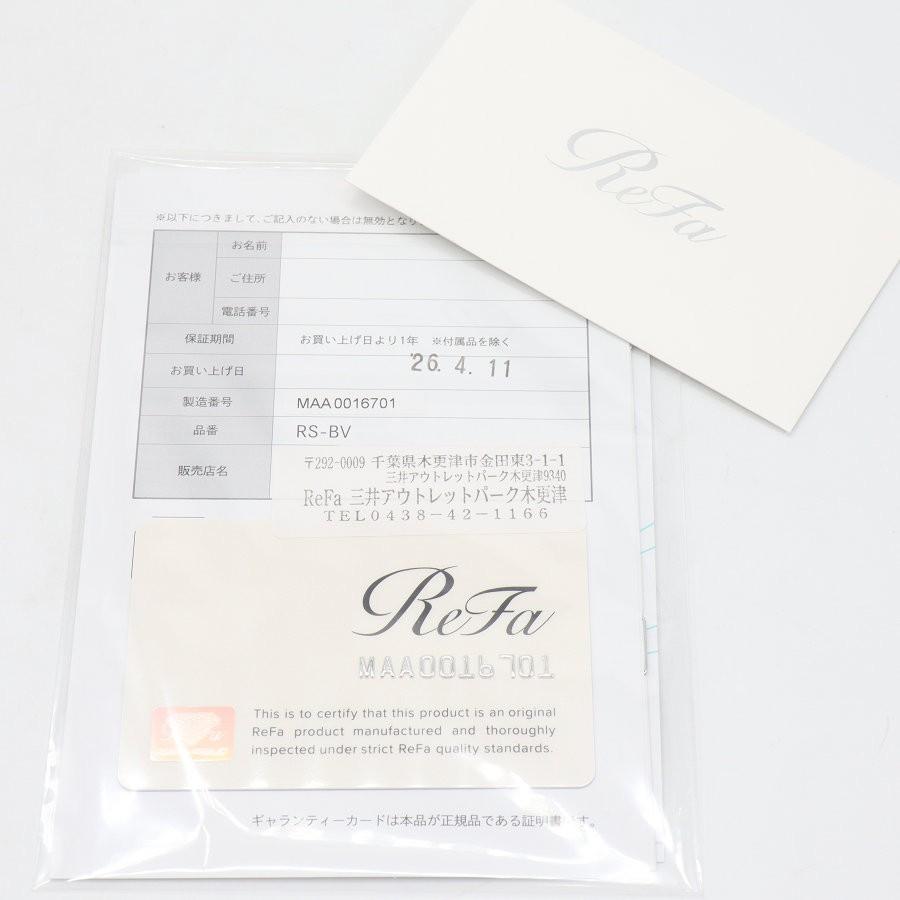 ReFa
※以下につきまして、ご記入のない場合は無効とな
お客様
お名前
ご住所
電話番号
保証期間 お買い上げ日より1年 ※付属品を除く
お買い上げ日 '26. 4. 11
製造番号 MAA0016701
品番 RS-BV
販売店名
〒292-0009 千葉県木更津市金田東3-1-1
三井アウトレットパーク木更津9340
ReFa 三井アウトレットパーク木更津
TEL0438-42-1166
ReFa
MAA0016701
This is to certify that this product is an original
ReFa product manufactured and thoroughly
inspected under strict ReFa quality standards.
ギャランティーカードは本品が正規品である証明書です。